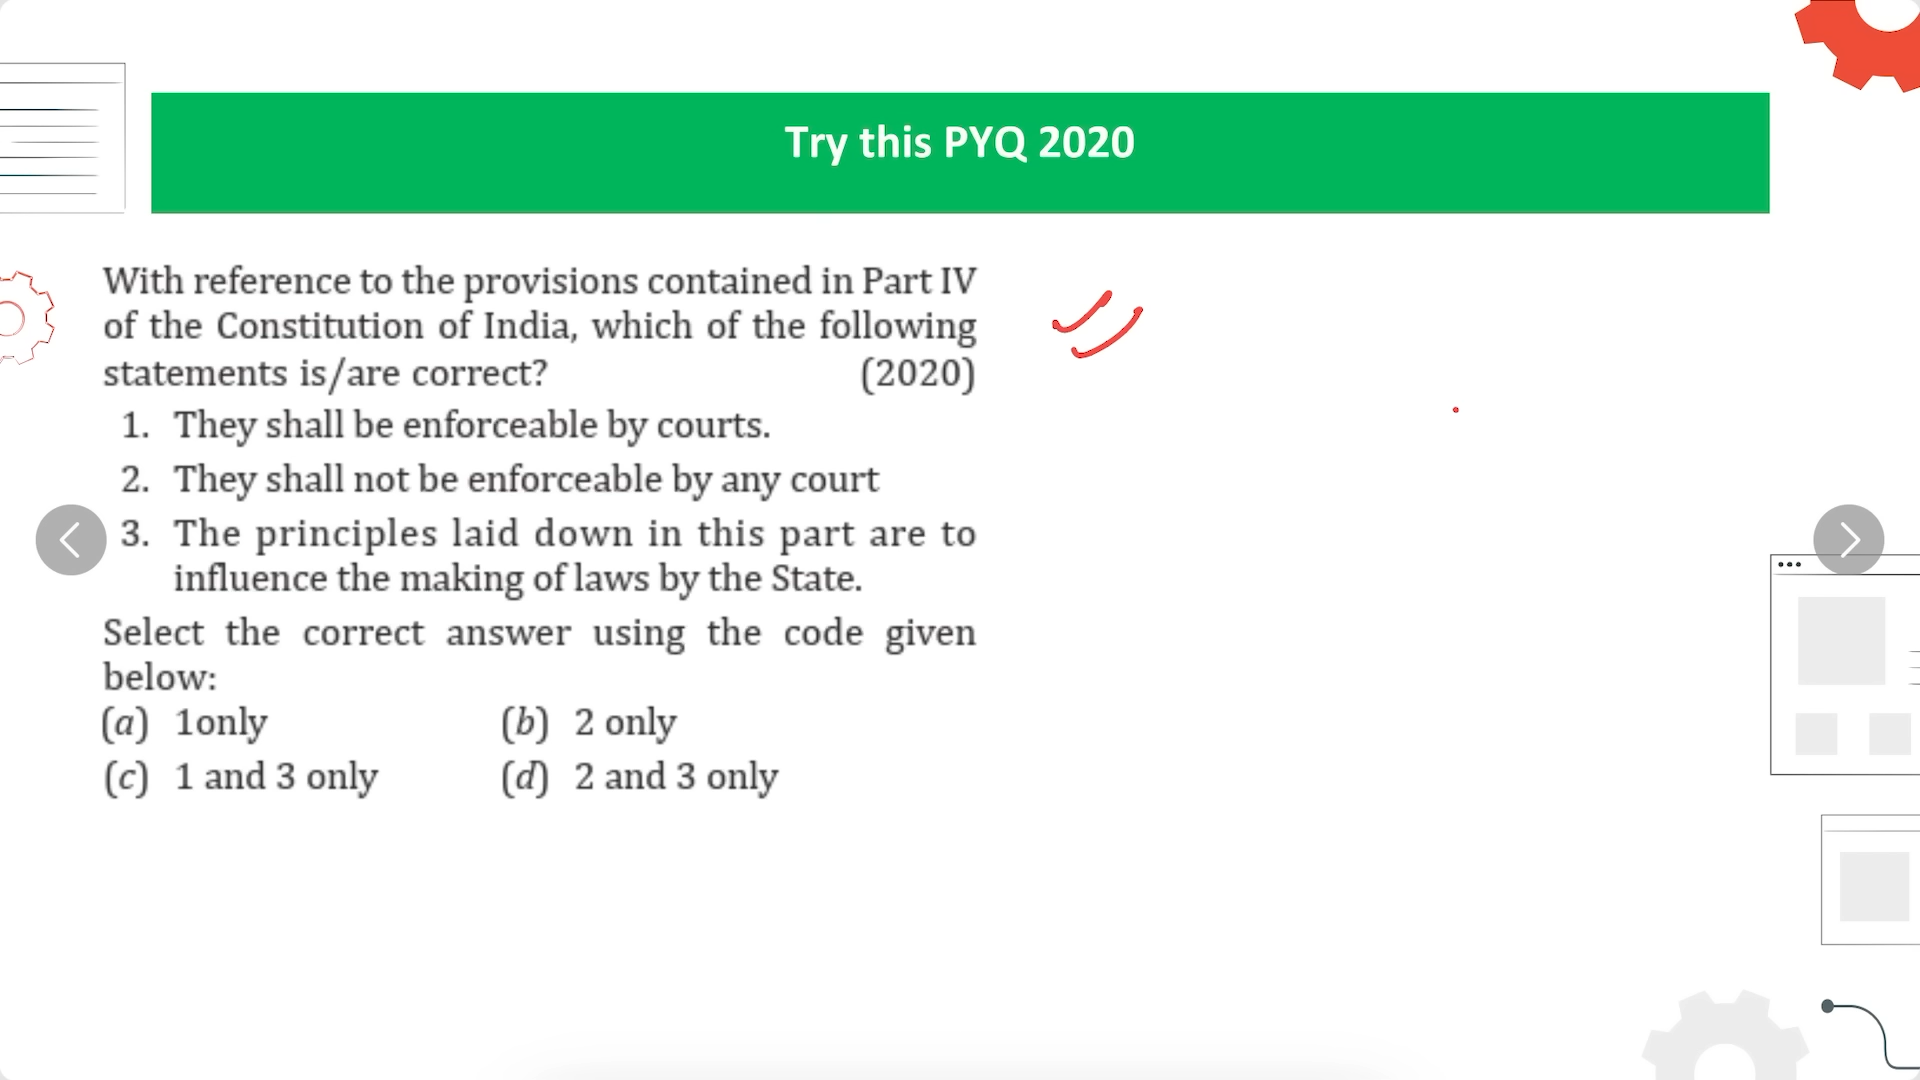 Try this PYQ 2020
With reference to the provisions contained in Part IV
of the Constitution of India, which of the following
statements is/are correct? (2020)
1. They shall be enforceable by courts.
2. They shall not be enforceable by any court
3. The principles laid down in this part are to
influence the making of laws by the State.
Select the correct answer using the code given
below:
(a) 1only (b) 2 only
(c) 1 and 3 only (d) 2 and 3 only